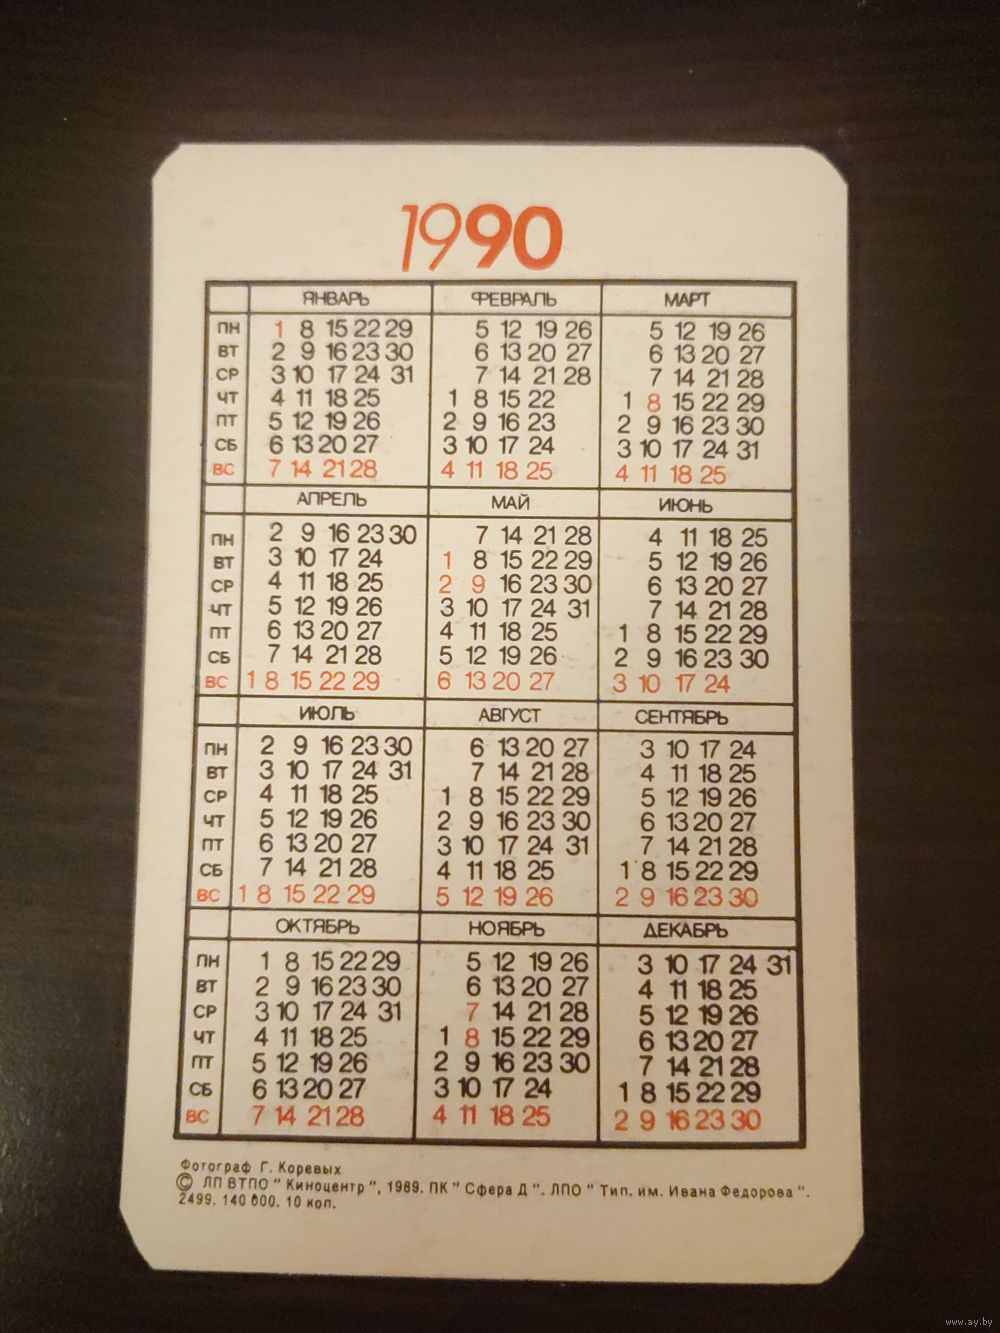 1990
ЯНВАРЬ ФЕВРАЛЬ МАРТ
ПН 1 8 15 22 29 5 12 19 26 5 12 19 26
ВТ 2 9 16 23 30 6 13 20 27 6 13 20 27
СР 3 10 17 24 31 7 14 21 28 7 14 21 28
ЧТ 4 11 18 25 1 8 15 22 1 8 15 22 29
ПТ 5 12 19 26 2 9 16 23 2 9 16 23 30
СБ 6 13 20 27 3 10 17 24 3 10 17 24 31
ВС 7 14 21 28 4 11 18 25 4 11 18 25
АПРЕЛЬ МАЙ ИЮНЬ
ПН 2 9 16 23 30 7 14 21 28 4 11 18 25
ВТ 3 10 17 24 1 8 15 22 29 5 12 19 26
СР 4 11 18 25 2 9 16 23 30 6 13 20 27
ЧТ 5 12 19 26 3 10 17 24 31 7 14 21 28
ПТ 6 13 20 27 4 11 18 25 1 8 15 22 29
СБ 7 14 21 28 5 12 19 26 2 9 16 23 30
ВС 1 8 15 22 29 6 13 20 27 3 10 17 24
ИЮЛЬ АВГУСТ СЕНТЯБРЬ
ПН 2 9 16 23 30 6 13 20 27 3 10 17 24
ВТ 3 10 17 24 31 7 14 21 28 4 11 18 25
СР 4 11 18 25 1 8 15 22 29 5 12 19 26
ЧТ 5 12 19 26 2 9 16 23 30 6 13 20 27
ПТ 6 13 20 27 3 10 17 24 31 7 14 21 28
СБ 7 14 21 28 4 11 18 25 1 8 15 22 29
ВС 1 8 15 22 29 5 12 19 26 2 9 16 23 30
ОКТЯБРЬ НОЯБРЬ ДЕКАБРЬ
ПН 1 8 15 22 29 5 12 19 26 3 10 17 24 31
ВТ 2 9 16 23 30 6 13 20 27 4 11 18 25
СР 3 10 17 24 31 7 14 21 28 5 12 19 26
ЧТ 4 11 18 25 1 8 15 22 29 6 13 20 27
ПТ 5 12 19 26 2 9 16 23 30 7 14 21 28
СБ 6 13 20 27 3 10 17 24 1 8 15 22 29
ВС 7 14 21 28 4 11 18 25 2 9 16 23 30
Фотограф Г. Коревых
© ЛП ВТПО " Киноцентр ", 1989. ПК " Сфера Д ". ЛПО " Тип. им. Ивана Федорова ".
2499. 140 000. 10 коп.
www.ay.by